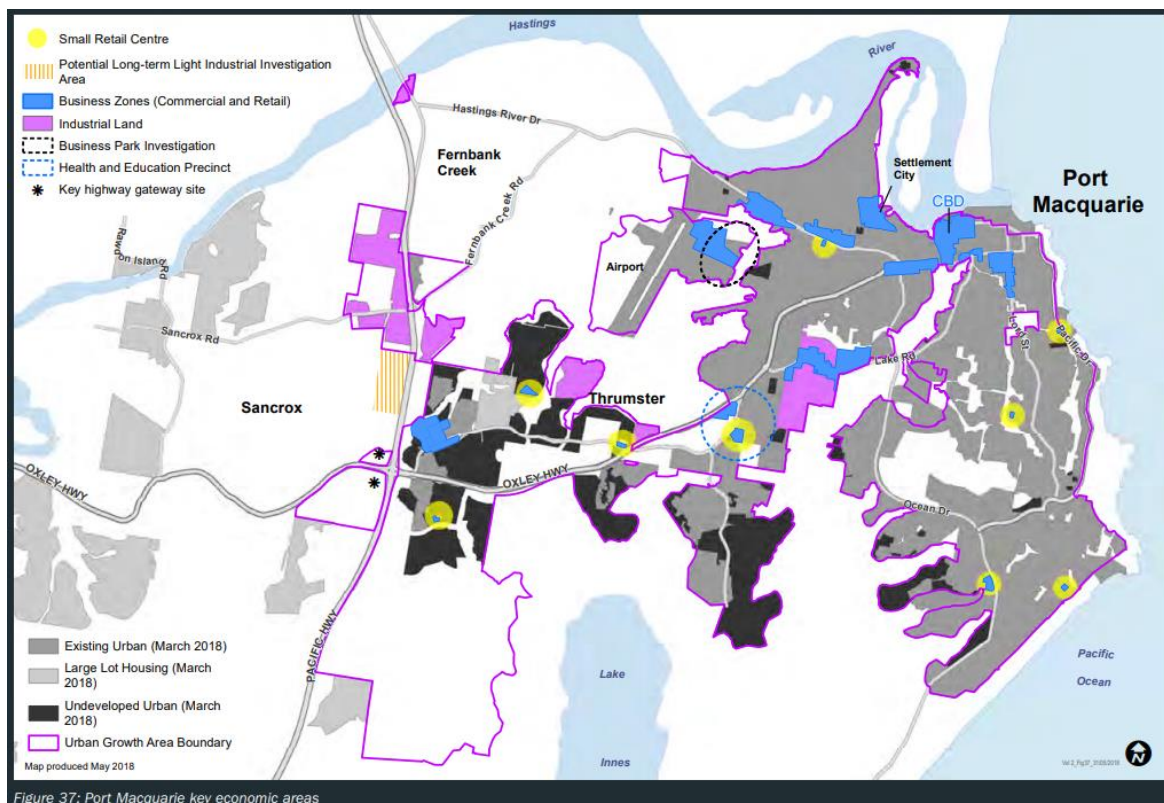 Small Retail Centre
Potential Long-term Light Industrial Investigation
Area
Business Zones (Commercial and Retail)
Industrial Land
Business Park Investigation
Health and Education Precinct
Key highway gateway site
Hastings
River
Hastings River Dr
Fernbank
Creek
Fernbank Creek Rd
Settlement
City
CBD
Port
Macquarie
Airport
Rawd
on Island
Rd
Sancrox Rd
Lake Rd
Lord St
Pacific Dr
Sancrox
Thrumster
OXLEY HWY
OXLEY HWY
Ocean Dr
PACIFIC HWY
Lake
Innes
Pacific
Ocean
Existing Urban (March 2018)
Large Lot Housing (March
2018)
Undeveloped Urban (March
2018)
Urban Growth Area Boundary
Map produced May 2018
N
Figure 37: Port Macquarie key economic areas